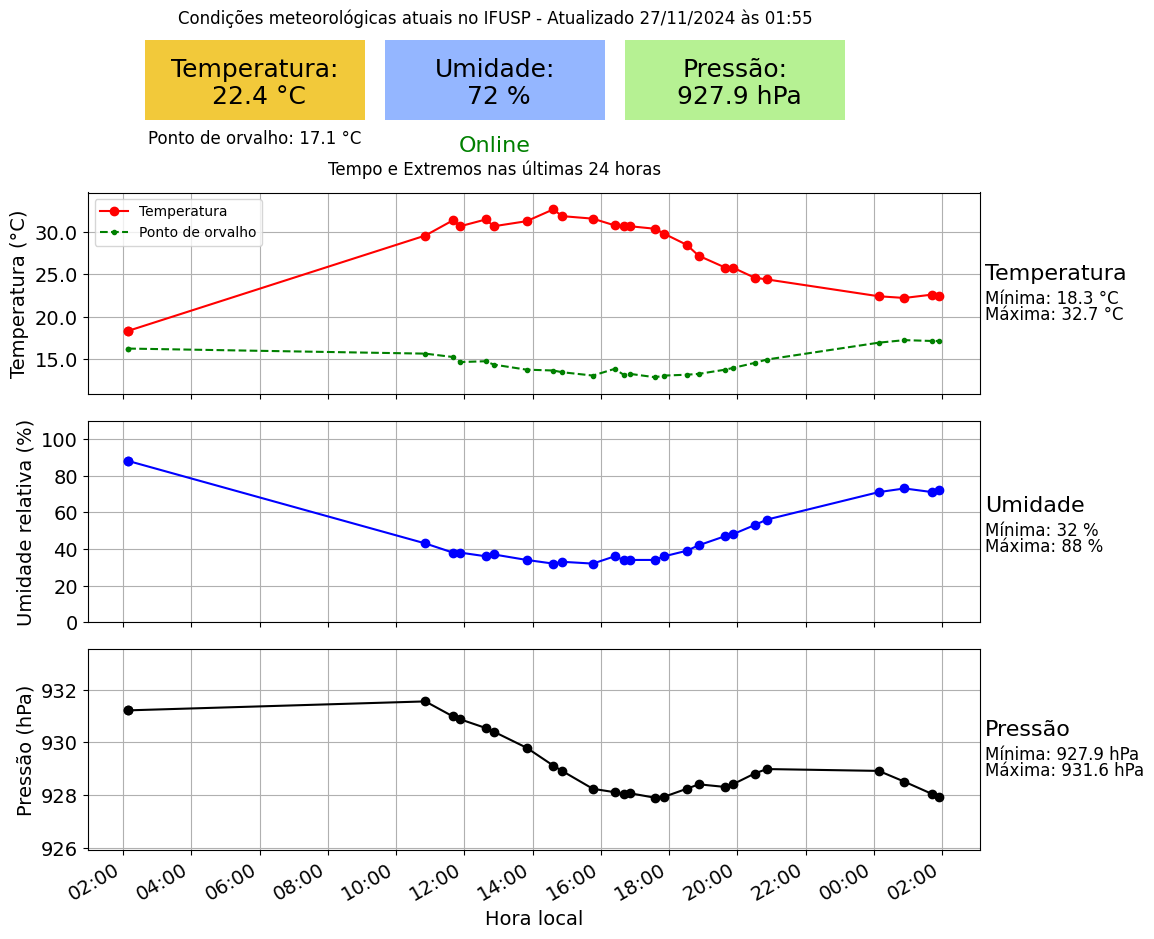 Condições meteorológicas atuais no IFUSP - Atualizado 27/11/2024 às 01:55
Temperatura:
22.4 °C
Umidade:
72 %
Pressão:
927.9 hPa
Ponto de orvalho: 17.1 °C
Online
Tempo e Extremos nas últimas 24 horas
Temperatura (°C)
30.0
25.0
20.0
15.0
Temperatura
Ponto de orvalho
Temperatura
Mínima: 18.3 °C
Máxima: 32.7 °C
Umidade relativa (%)
100
80
60
40
20
0
Umidade
Mínima: 32 %
Máxima: 88 %
Pressão (hPa)
932
930
928
926
Pressão
Mínima: 927.9 hPa
Máxima: 931.6 hPa
02:00 04:00 06:00 08:00 10:00 12:00 14:00 16:00 18:00 20:00 22:00 00:00 02:00
Hora local